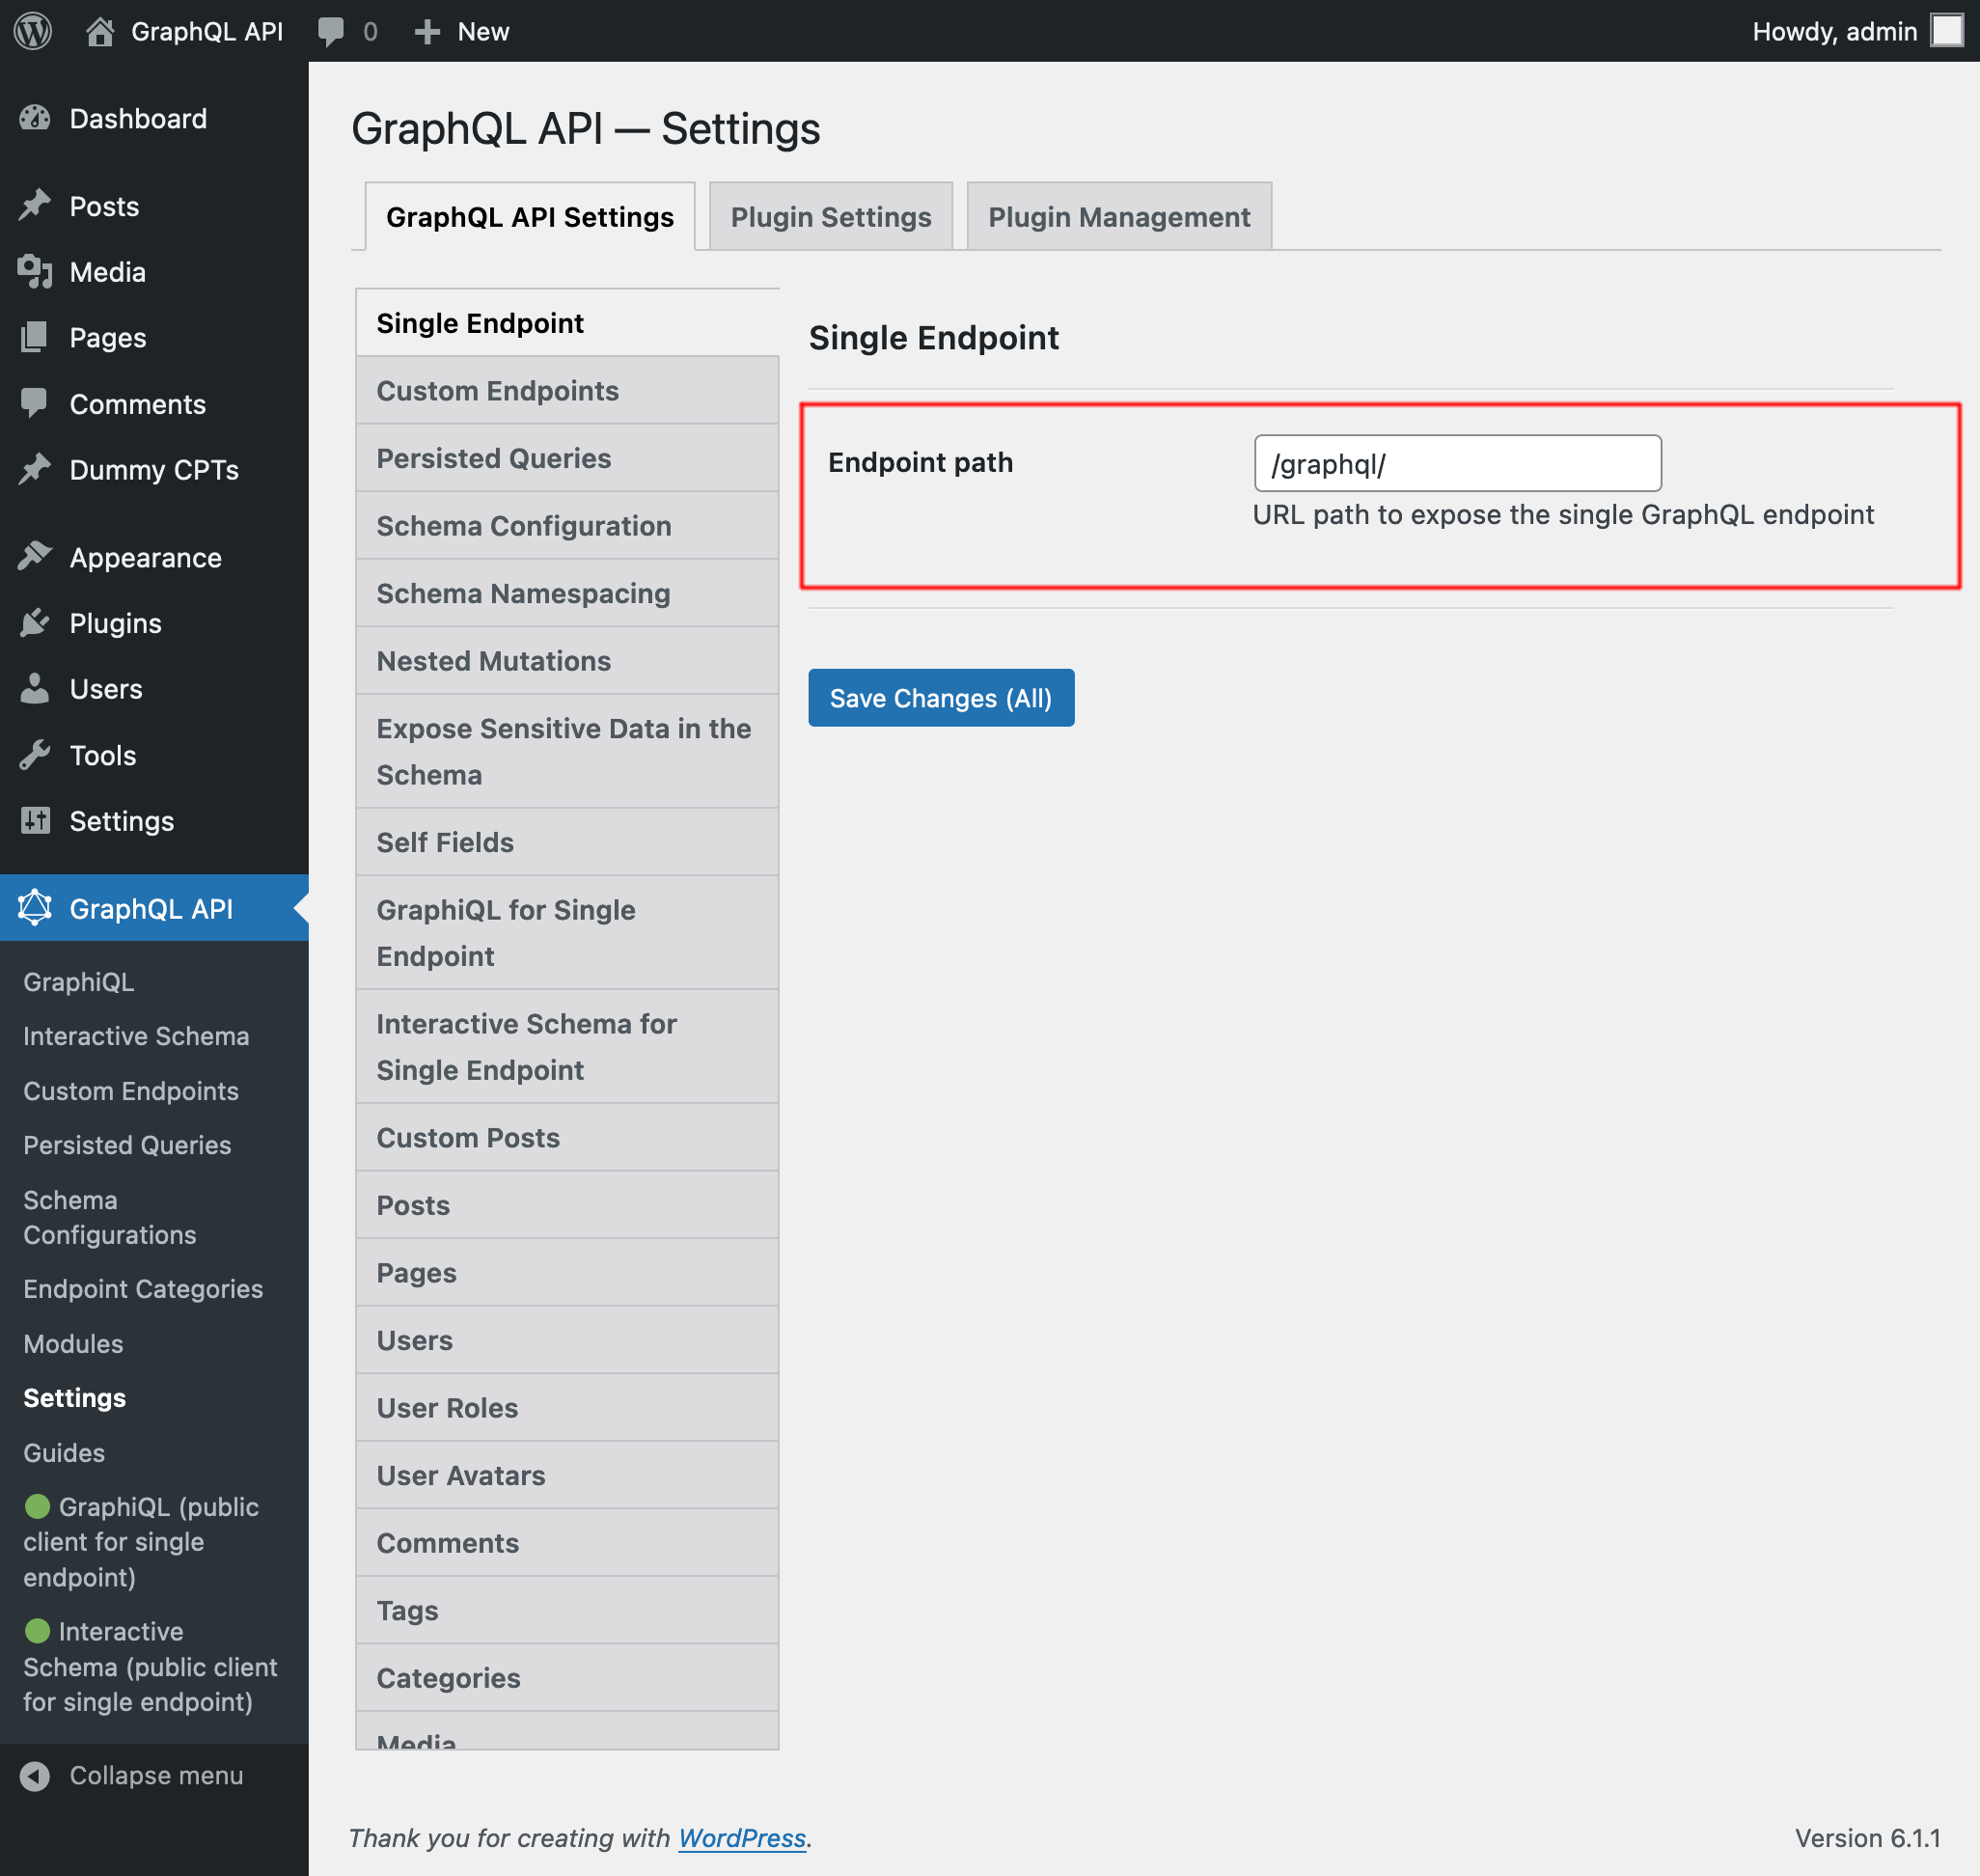 GraphQL API
0
New
Howdy, admin
Dashboard
Posts
Media
Pages
Comments
Dummy CPTs
Appearance
Plugins
Users
Tools
Settings
GraphQL API
GraphiQL
Interactive Schema
Custom Endpoints
Persisted Queries
Schema
Configurations
Endpoint Categories
Modules
Settings
Guides
GraphiQL (public
client for single
endpoint)
Interactive
Schema (public client
for single endpoint)
Collapse menu
GraphQL API — Settings
GraphQL API Settings
Plugin Settings
Plugin Management
Single Endpoint
Custom Endpoints
Persisted Queries
Schema Configuration
Schema Namespacing
Nested Mutations
Expose Sensitive Data in the
Schema
Self Fields
GraphiQL for Single
Endpoint
Interactive Schema for
Single Endpoint
Custom Posts
Posts
Pages
Users
User Roles
User Avatars
Comments
Tags
Categories
Media
Single Endpoint
Endpoint path
/graphql/
URL path to expose the single GraphQL endpoint
Save Changes (All)
Thank you for creating with WordPress.
Version 6.1.1